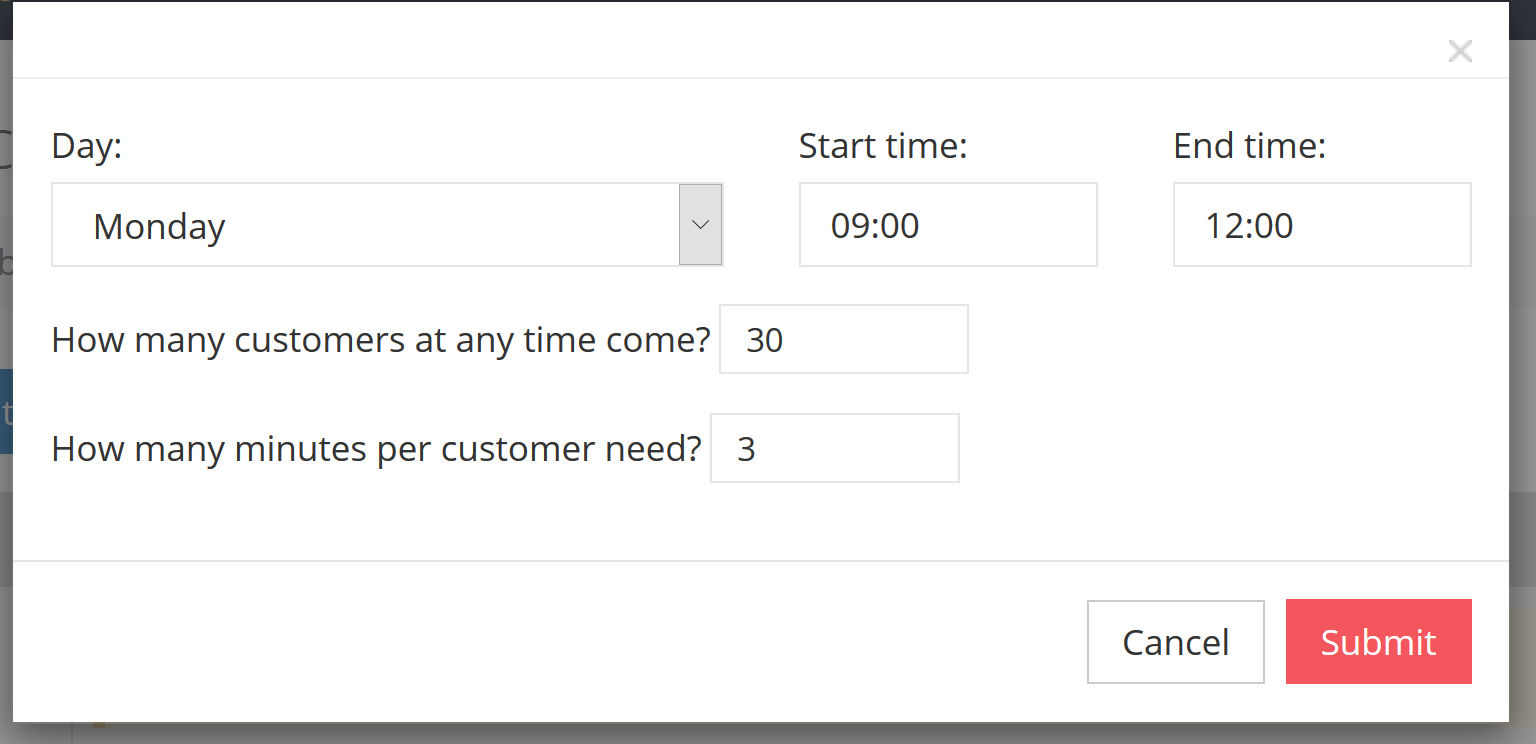 Day: Start time: End time:
Monday 09:00 12:00
How many customers at any time come? 30
How many minutes per customer need? 3
Cancel Submit